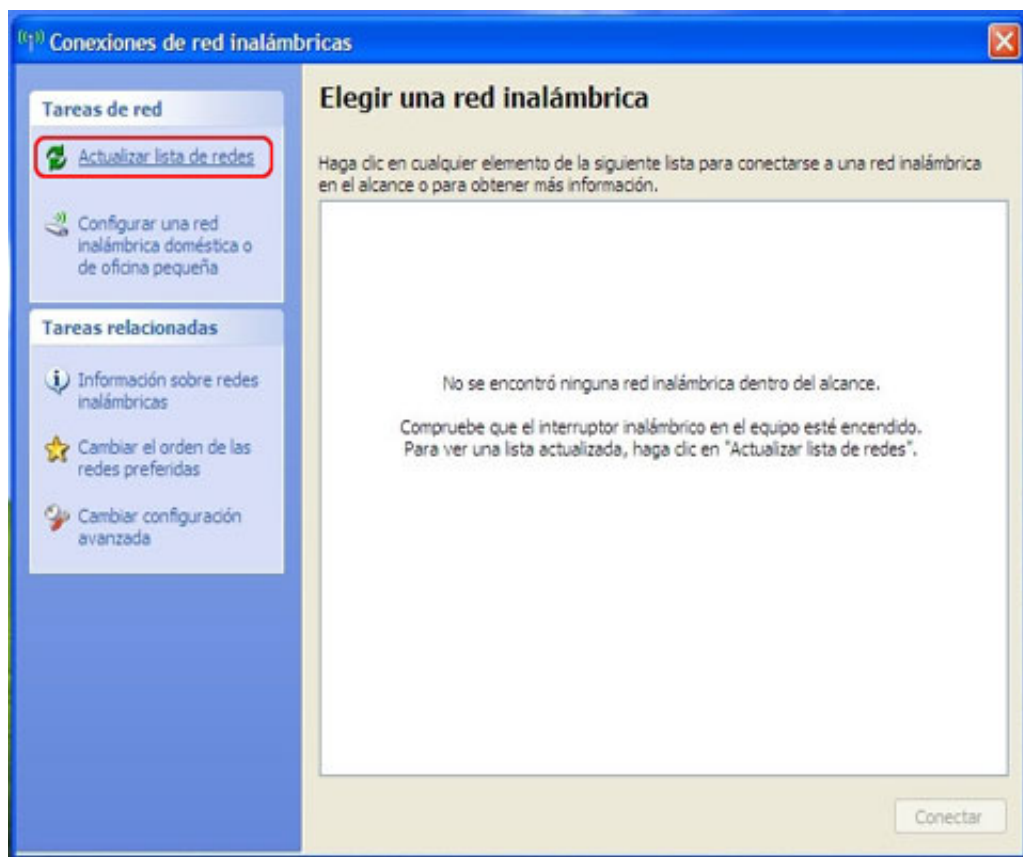 Conexiones de red inalámbricas
Tareas de red
Actualizar lista de redes
Configurar una red
inalámbrica doméstica o
de oficina pequeña
Tareas relacionadas
Información sobre redes
inalámbricas
Cambiar el orden de las
redes preferidas
Cambiar configuración
avanzada
Elegir una red inalámbrica
Haga clic en cualquier elemento de la siguiente lista para conectarse a una red inalámbrica
en el alcance o para obtener más información.
No se encontró ninguna red inalámbrica dentro del alcance.
Compruebe que el interruptor inalámbrico en el equipo esté encendido.
Para ver una lista actualizada, haga clic en "Actualizar lista de redes".
Conectar